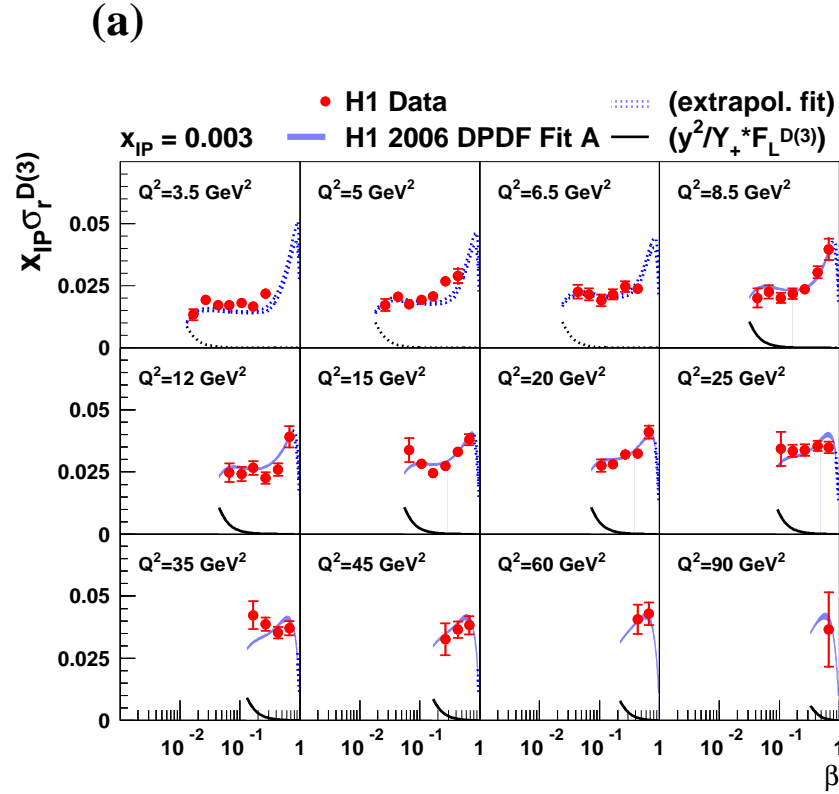 (a)
H1 Data
(extrapol. fit)
x_IP = 0.003
H1 2006 DPDF Fit A
(y²/Y₊*F_L^D(3))
x_IP σ_r^D(3)
Q²=3.5 GeV²
Q²=5 GeV²
Q²=6.5 GeV²
Q²=8.5 GeV²
0.05
0.025
0
Q²=12 GeV²
Q²=15 GeV²
Q²=20 GeV²
Q²=25 GeV²
0.05
0.025
0
Q²=35 GeV²
Q²=45 GeV²
Q²=60 GeV²
Q²=90 GeV²
0.05
0.025
0
10⁻² 10⁻¹ 1 10⁻² 10⁻¹ 1 10⁻² 10⁻¹ 1 10⁻² 10⁻¹ 1
β